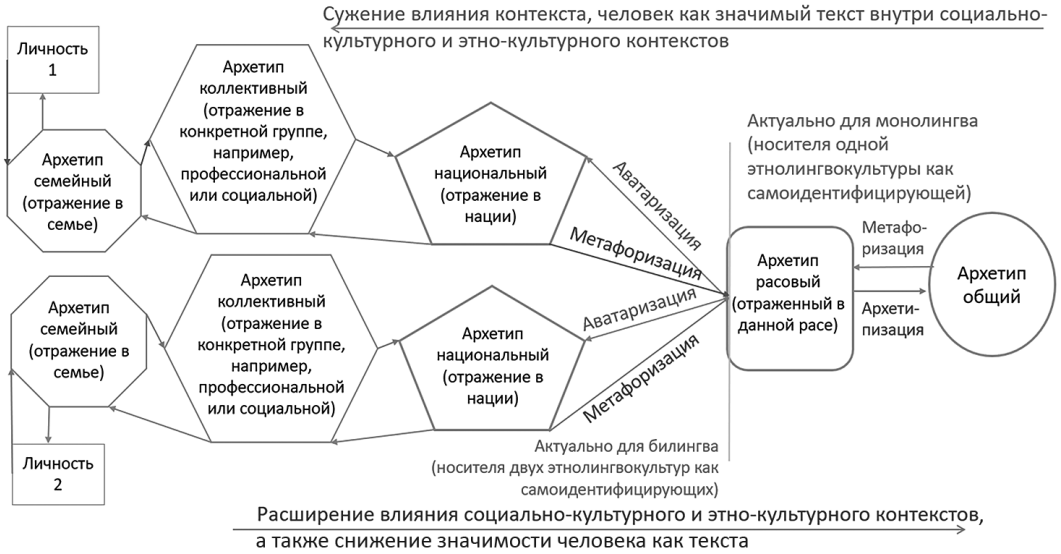 Сужение влияния контекста, человек как значимый текст внутри социально-
культурного и этно-культурного контекстов
Личность
1
Архетип
семейный
(отражение в
семье)
Архетип
коллективный
(отражение в
конкретной группе,
например,
профессиональной
или социальной)
Архетип
национальный
(отражение в
нации)
Аватаризация
Метафоризация
Актуально для монолингва
(носителя одной
этнолингвокультуры как
самоидентифицирующей)
Архетип
расовый
(отраженный в
данной расе)
Метафо-
ризация
Архети-
пизация
Архетип
общий
Архетип
семейный
(отражение в
семье)
Личность
2
Архетип
коллективный
(отражение в
конкретной группе,
например,
профессиональной
или социальной)
Архетип
национальный
(отражение в
нации)
Аватаризация
Метафоризация
Актуально для билингва
(носителя двух этнолингвокультур как
самоидентифицирующих)
Расширение влияния социально-культурного и этно-культурного контекстов,
а также снижение значимости человека как текста